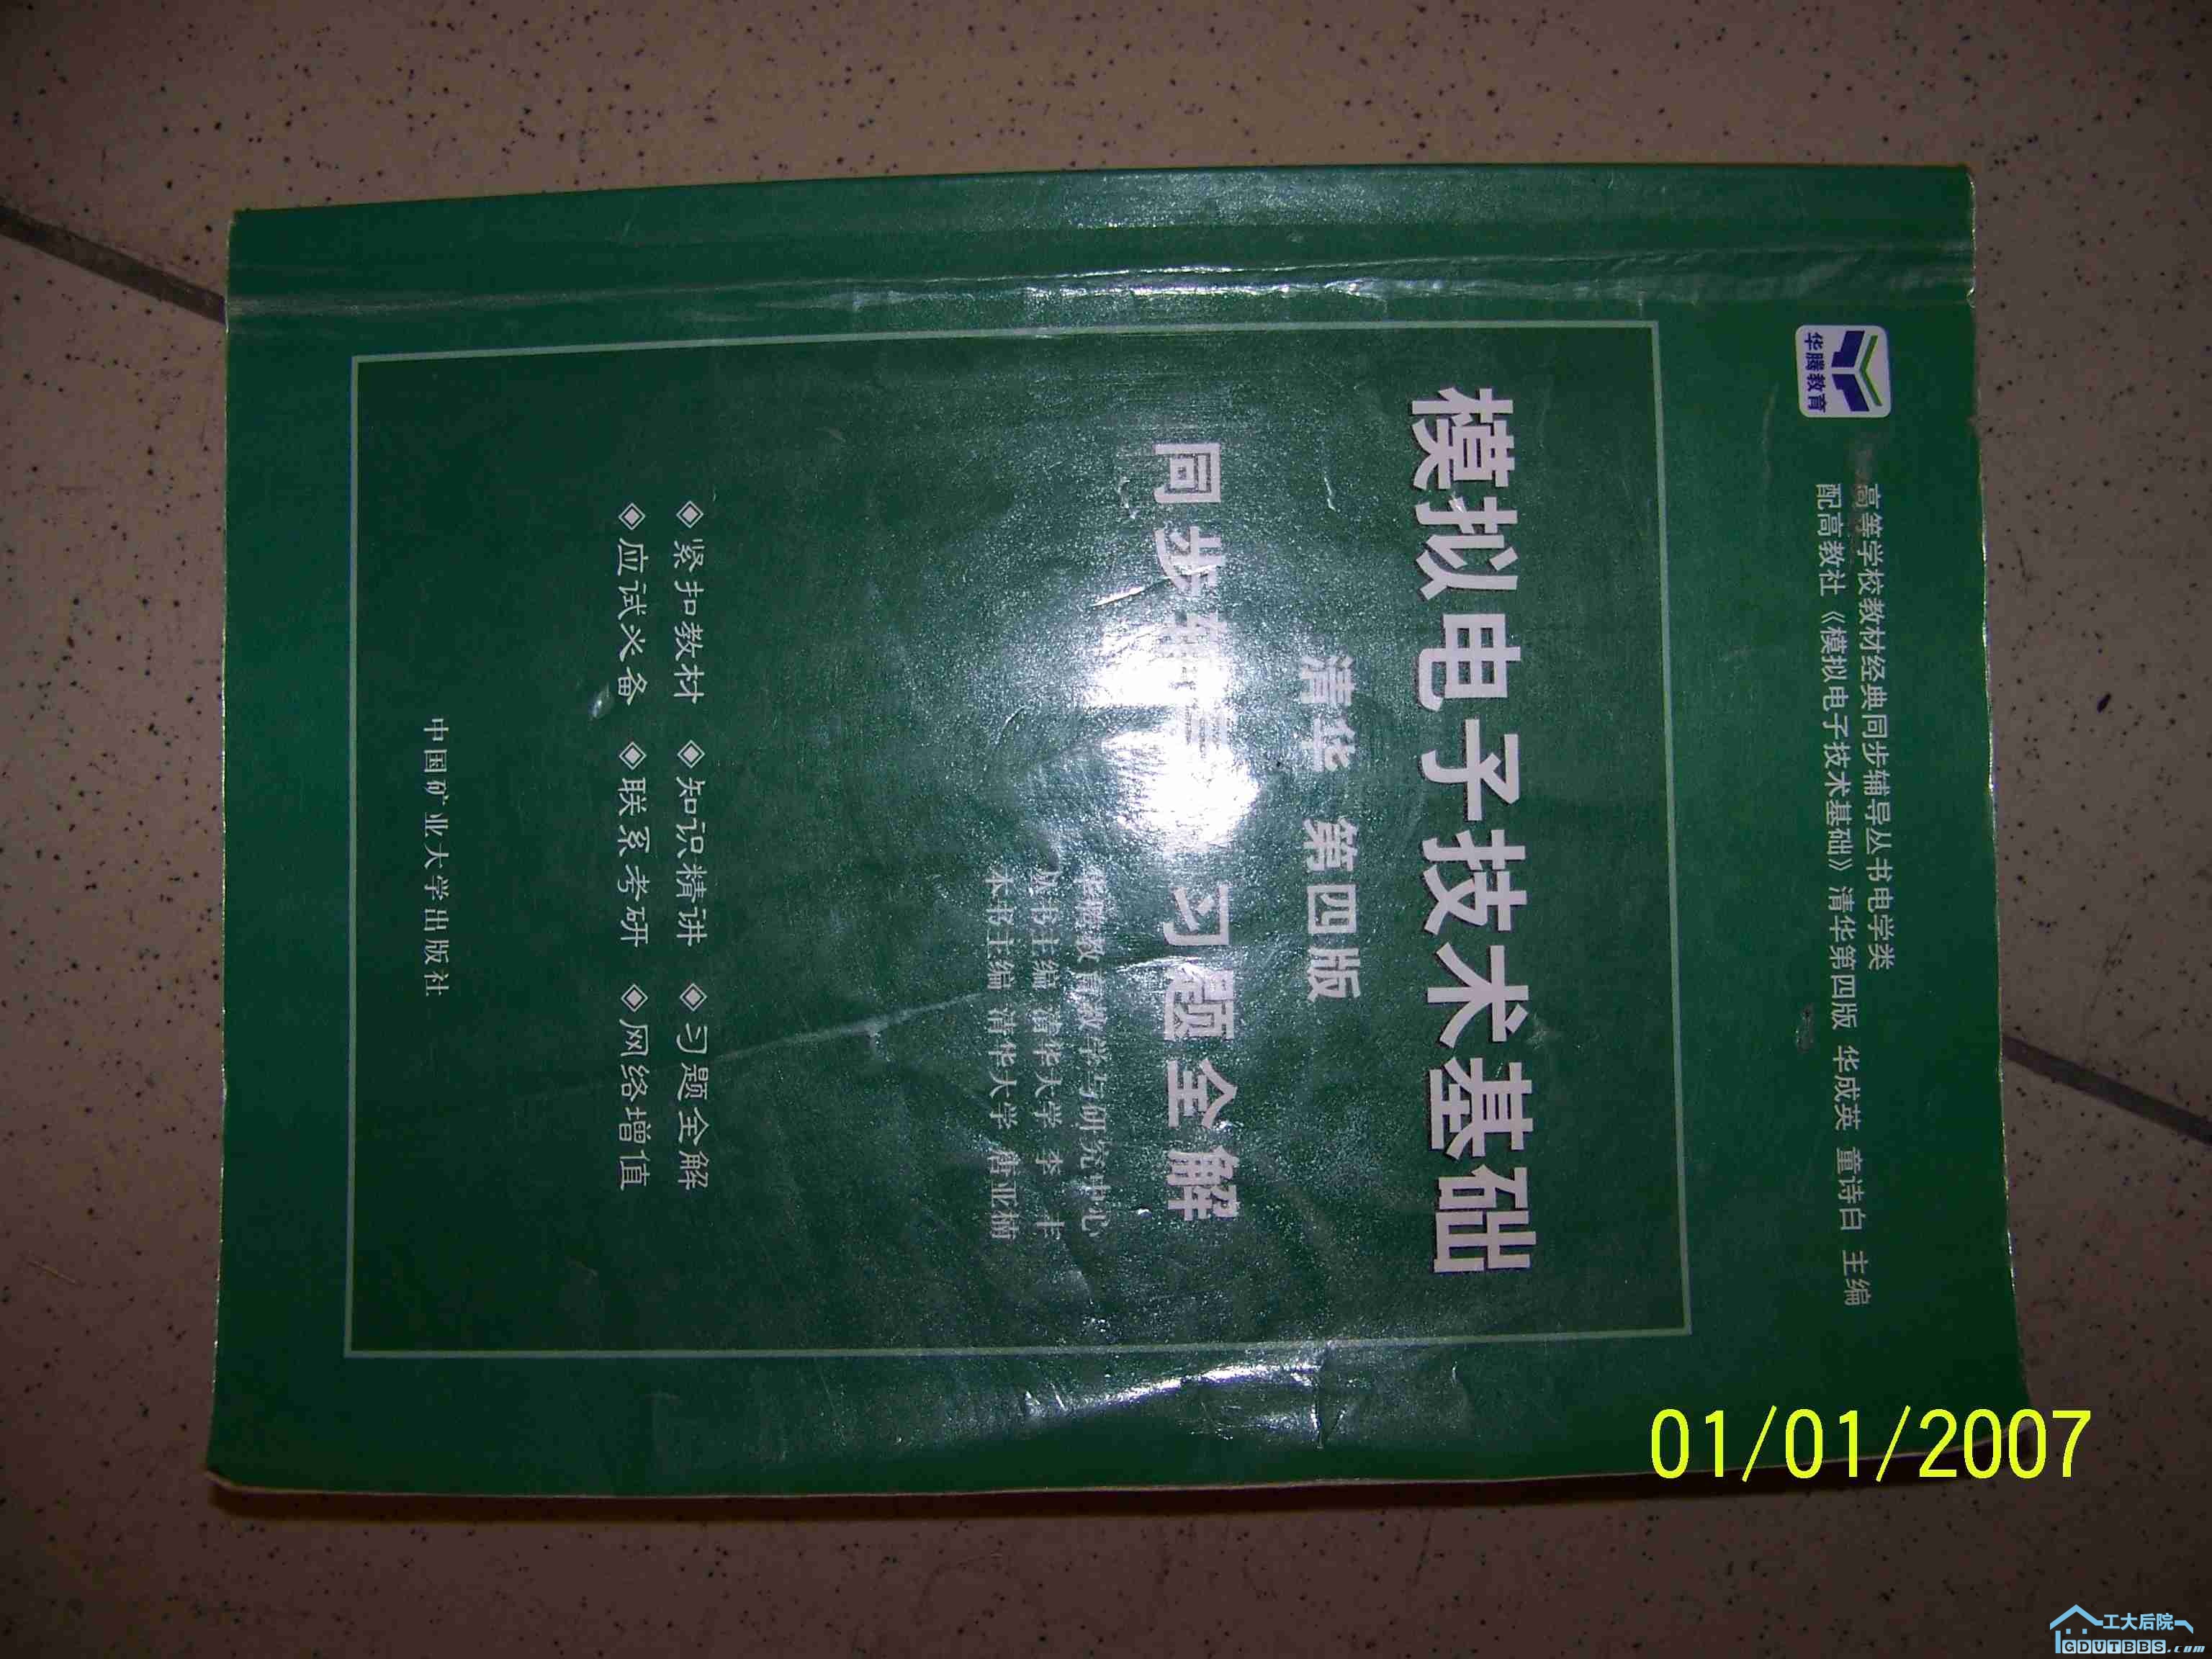 华腾教育
高等学校教材经典同步辅导丛书电学类
配高教社《模拟电子技术基础》清华第四版 华成英 童诗白 主编
模拟电子技术基础
清华 第四版
同步辅导 习题全解
华腾教育教学与研究中心
丛书主编 清华大学 李 丰
本书主编 清华大学 唐亚楠
◈紧扣教材 ◈知识精讲 ◈习题全解
◈应试必备 ◈联系考研 ◈网络增值
中国矿业大学出版社
01/01/2007
工大后院
GDUTBBS.com